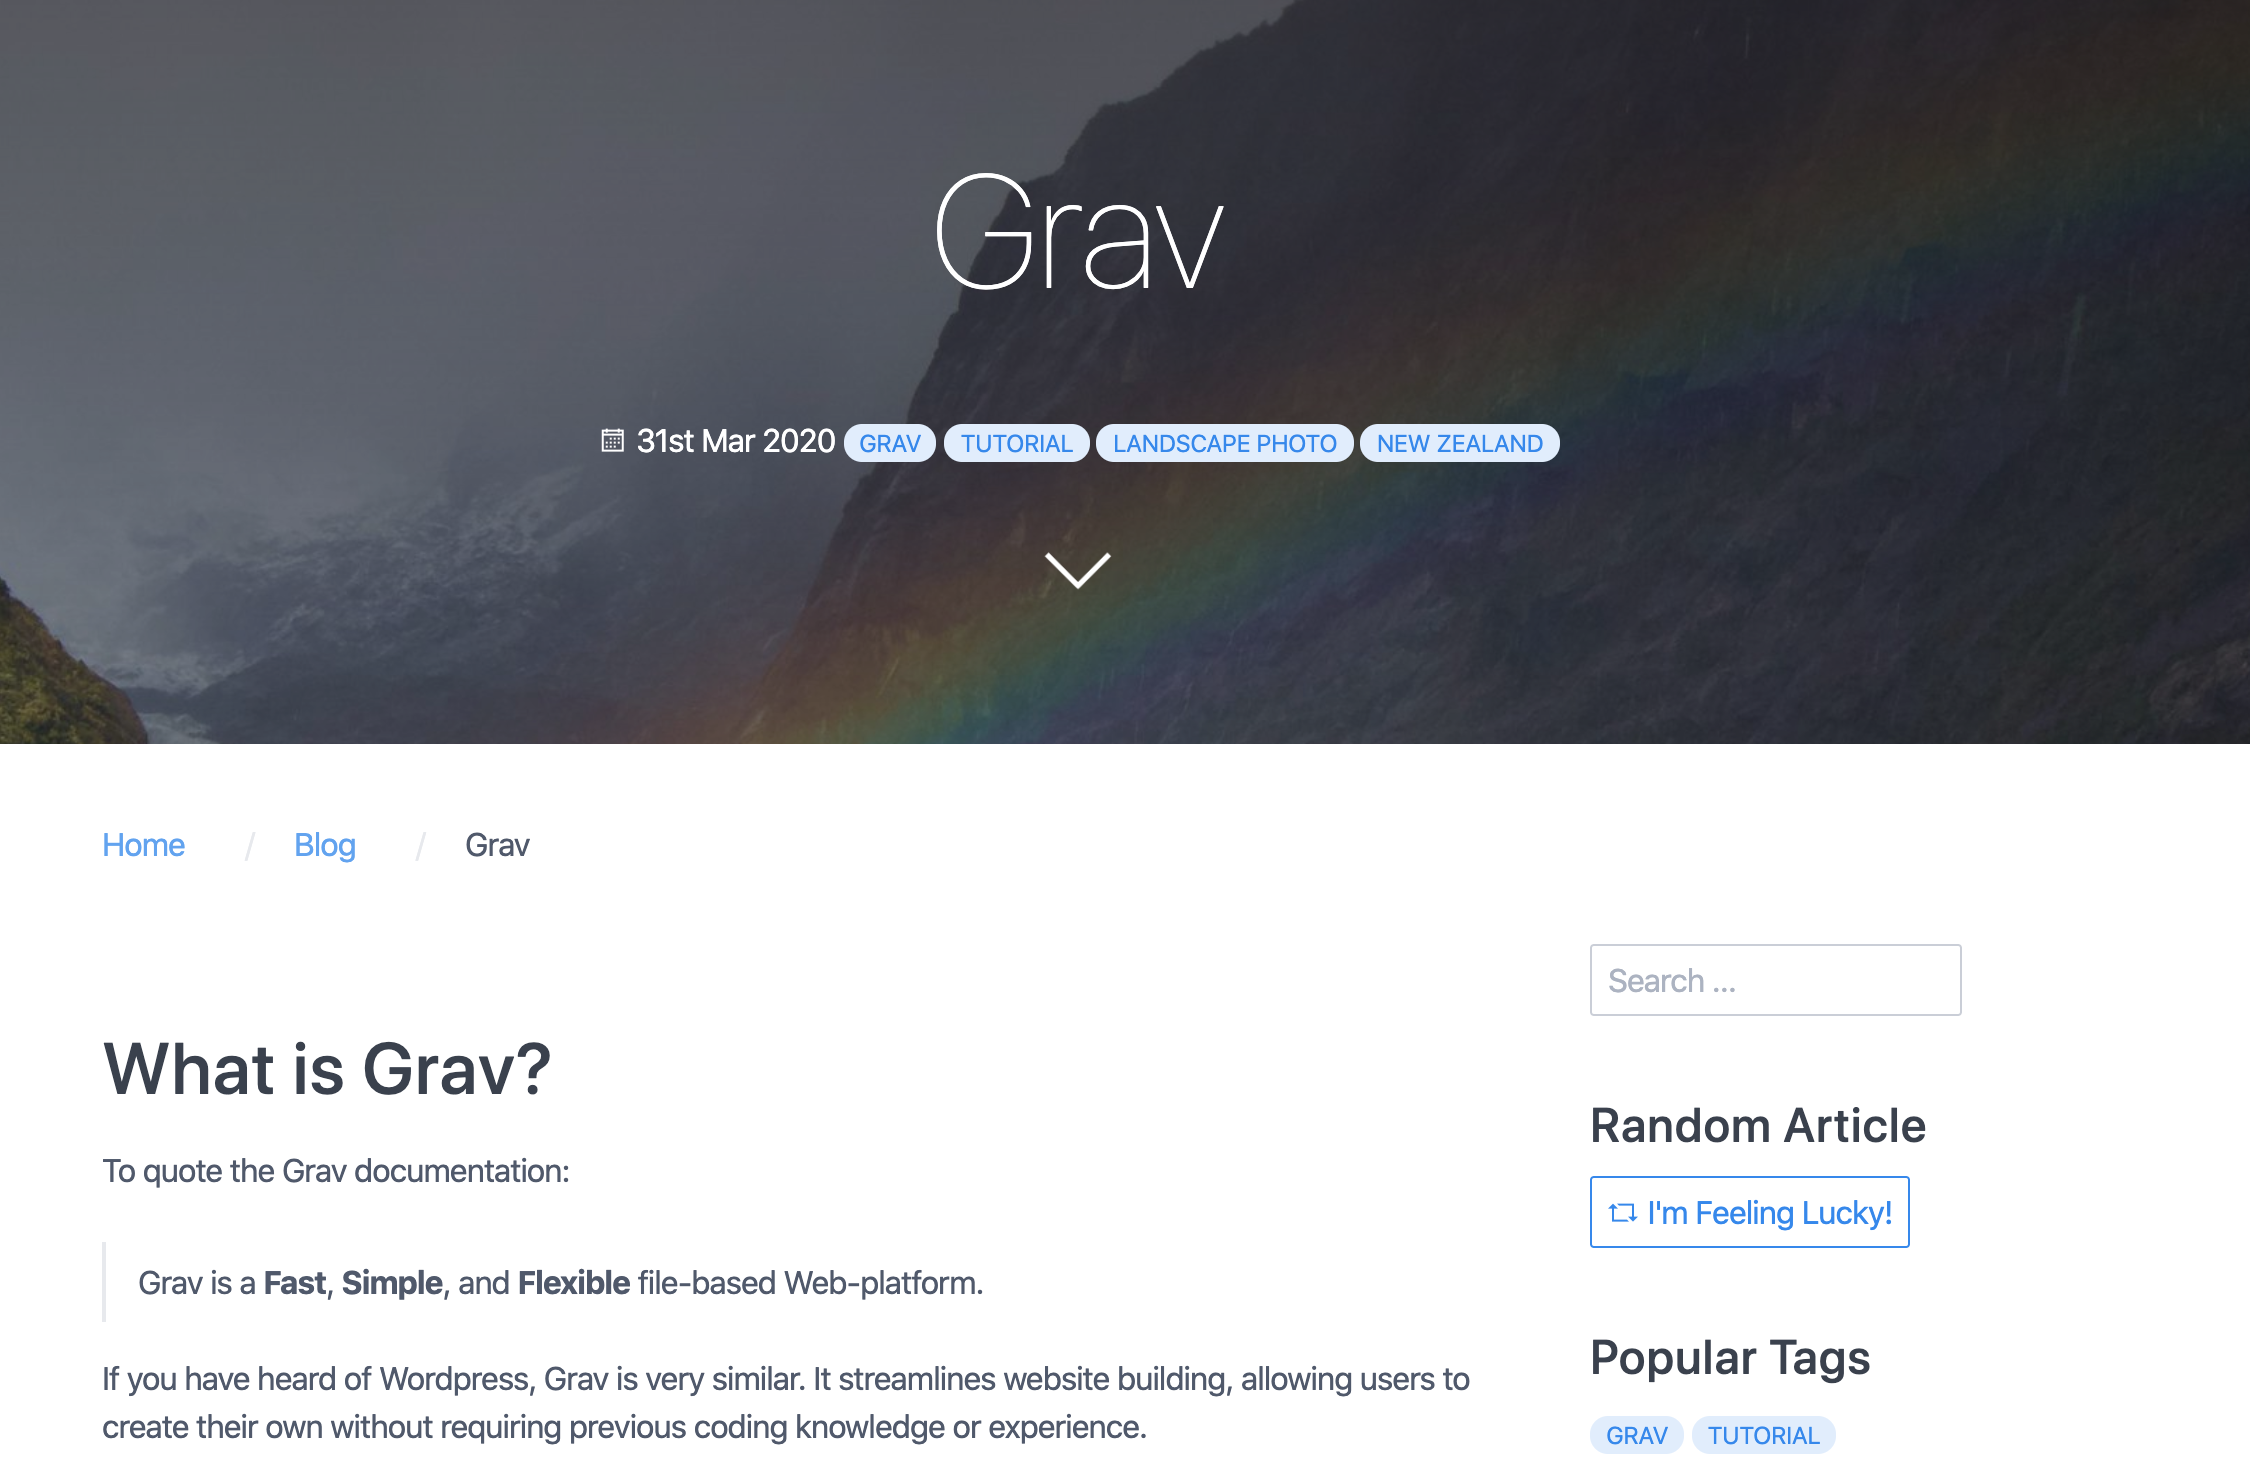 Grav
31st Mar 2020 GRAV TUTORIAL LANDSCAPE PHOTO NEW ZEALAND
Home / Blog / Grav
Search ...
What is Grav?
To quote the Grav documentation:
Grav is a Fast, Simple, and Flexible file-based Web-platform.
If you have heard of Wordpress, Grav is very similar. It streamlines website building, allowing users to
create their own without requiring previous coding knowledge or experience.
Random Article
I'm Feeling Lucky!
Popular Tags
GRAV TUTORIAL